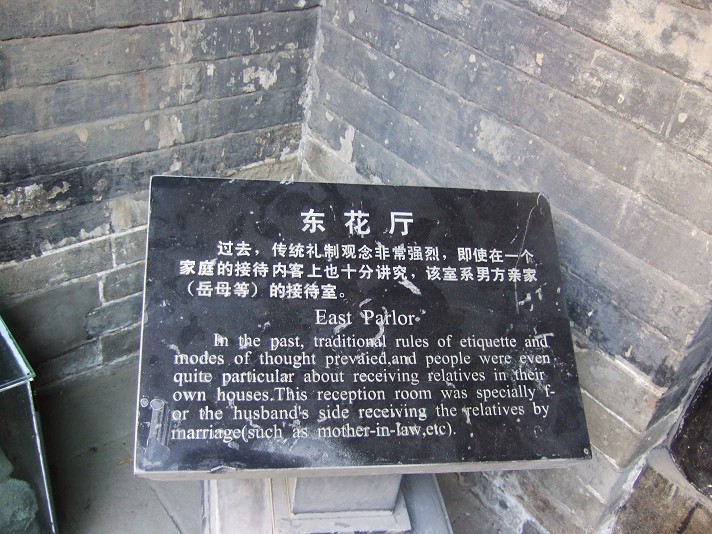 东花厅
过去，传统礼制观念非常强烈，即使在一个
家庭的接待内客上也十分讲究，该室系男方亲家
（岳母等）的接待室。
East Parlor
In the past, traditional rules of etiquette and
modes of thought prevaied,and people were even
quite particular about receiving relatives in their
own houses.This reception room was specially f-
or the husband's side receiving the relatives by
marriage(such as mother-in-law,etc).